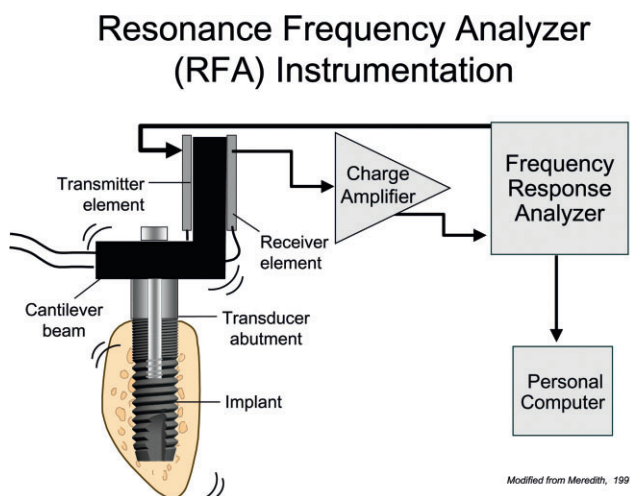 Resonance Frequency Analyzer
(RFA) Instrumentation
Transmitter
element
Charge
Amplifier
Frequency
Response
Analyzer
Receiver
element
Cantilever
beam
Transducer
abutment
Implant
Personal
Computer
Modified from Meredith, 199